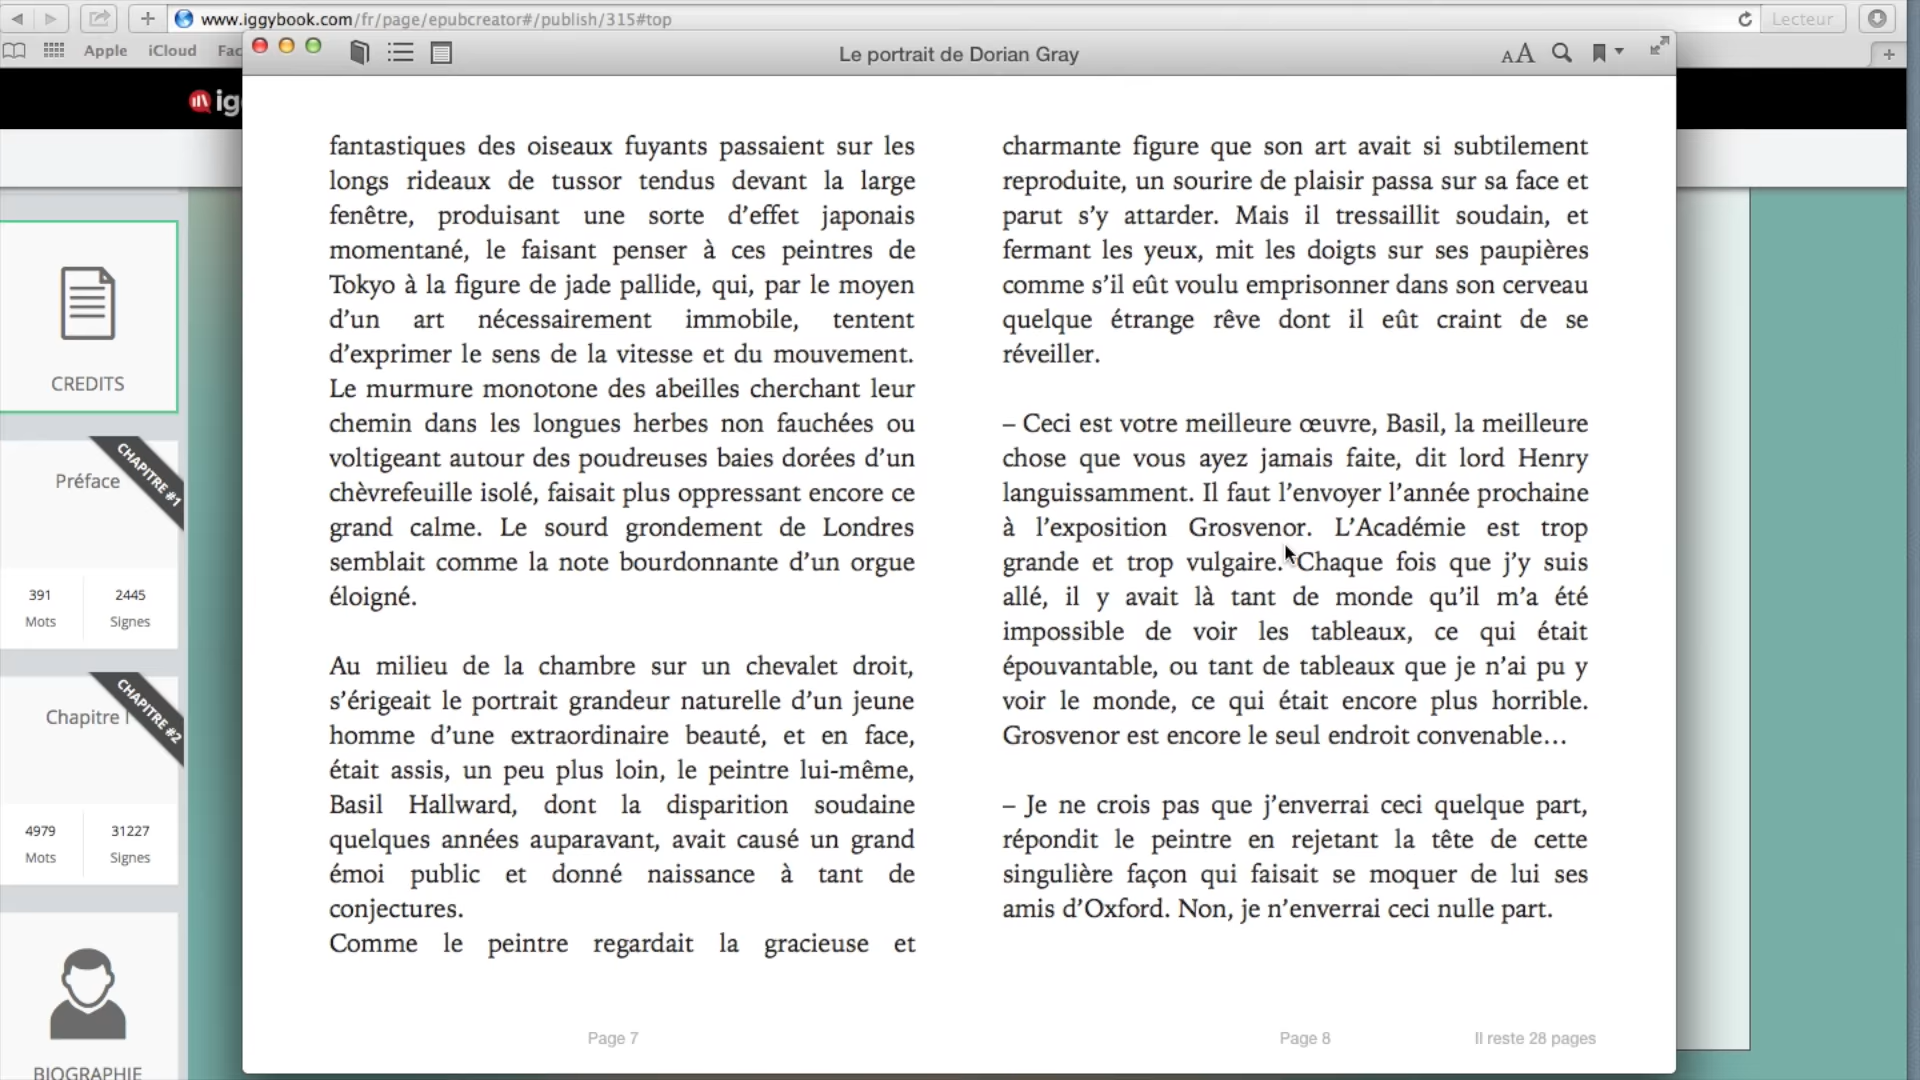 www.iggybook.com/fr/page/epubcreator#/publish/315#top
Lecteur
Apple
iCloud
Le portrait de Dorian Gray
AA
CREDITS
CHAPITRE #1
Préface
391
2445
Mots
Signes
CHAPITRE #2
Chapitre I
4979
31227
Mots
Signes
BIOGRAPHIE
fantastiques des oiseaux fuyants passaient sur les
longs rideaux de tussor tendus devant la large
fenêtre, produisant une sorte d’effet japonais
momentané, le faisant penser à ces peintres de
Tokyo à la figure de jade pallide, qui, par le moyen
d’un art nécessairement immobile, tentent
d’exprimer le sens de la vitesse et du mouvement.
Le murmure monotone des abeilles cherchant leur
chemin dans les longues herbes non fauchées ou
voltigeant autour des poudreuses baies dorées d’un
chèvrefeuille isolé, faisait plus oppressant encore ce
grand calme. Le sourd grondement de Londres
semblait comme la note bourdonnante d’un orgue
éloigné.
Au milieu de la chambre sur un chevalet droit,
s’érigeait le portrait grandeur naturelle d’un jeune
homme d’une extraordinaire beauté, et en face,
était assis, un peu plus loin, le peintre lui-même,
Basil Hallward, dont la disparition soudaine
quelques années auparavant, avait causé un grand
émoi public et donné naissance à tant de
conjectures.
Comme le peintre regardait la gracieuse et
Page 7
charmante figure que son art avait si subtilement
reproduite, un sourire de plaisir passa sur sa face et
parut s’y attarder. Mais il tressaillit soudain, et
fermant les yeux, mit les doigts sur ses paupières
comme s’il eût voulu emprisonner dans son cerveau
quelque étrange rêve dont il eût craint de se
réveiller.
– Ceci est votre meilleure œuvre, Basil, la meilleure
chose que vous ayez jamais faite, dit lord Henry
languissamment. Il faut l’envoyer l’année prochaine
à l’exposition Grosvenor. L’Académie est trop
grande et trop vulgaire. Chaque fois que j’y suis
allé, il y avait là tant de monde qu’il m’a été
impossible de voir les tableaux, ce qui était
épouvantable, ou tant de tableaux que je n’ai pu y
voir le monde, ce qui était encore plus horrible.
Grosvenor est encore le seul endroit convenable…
– Je ne crois pas que j’enverrai ceci quelque part,
répondit le peintre en rejetant la tête de cette
singulière façon qui faisait se moquer de lui ses
amis d’Oxford. Non, je n’enverrai ceci nulle part.
Page 8
Il reste 28 pages